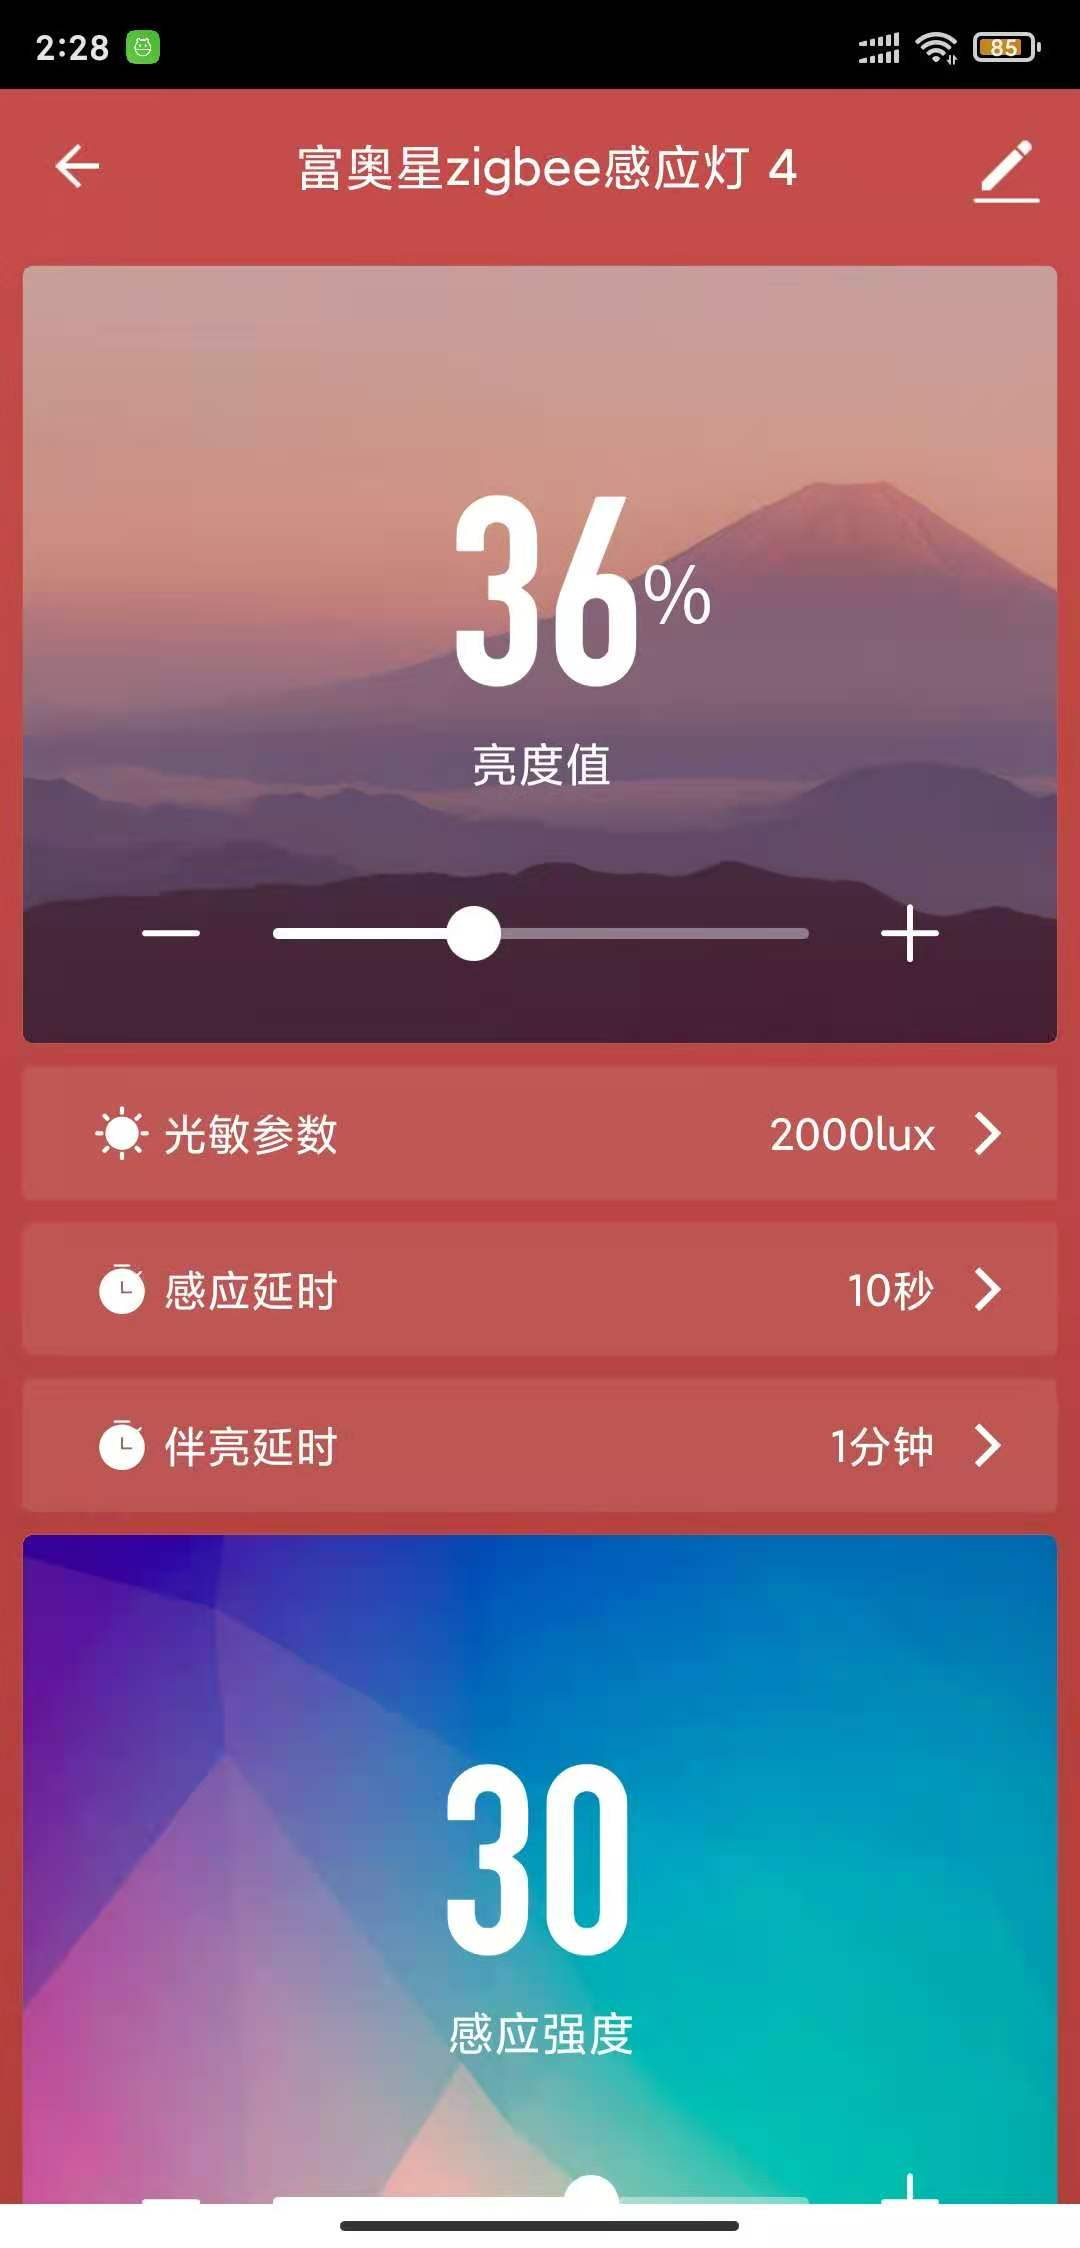 2:28
85
富奥星zigbee感应灯 4
36%
亮度值
光敏参数 2000lux
感应延时 10秒
伴亮延时 1分钟
30
感应强度